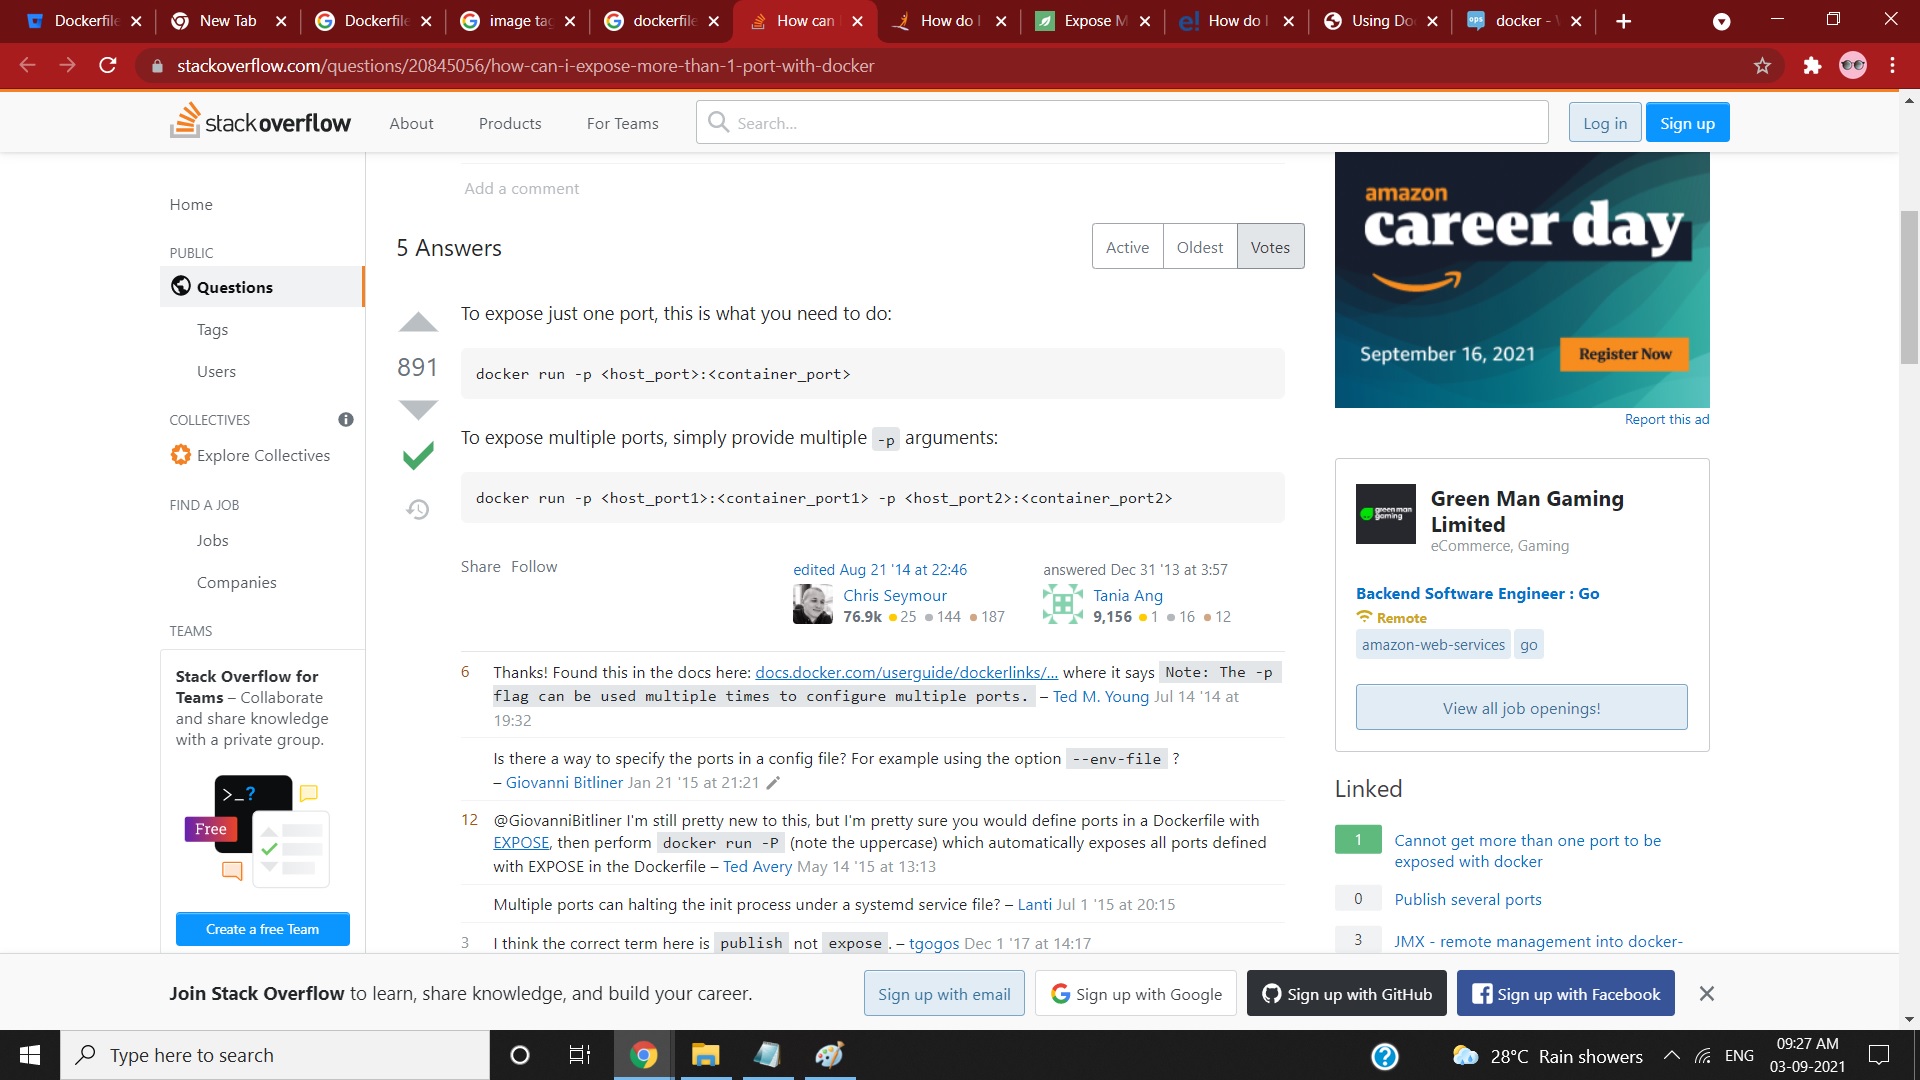 Dockerfile
New Tab
Dockerfile
image tag
dockerfile
How can
How do I
Expose M
How do I
Using Do
docker -
stackoverflow.com/questions/20845056/how-can-i-expose-more-than-1-port-with-docker
stackoverflow
About
Products
For Teams
Search...
Log in
Sign up
Home
PUBLIC
Questions
Tags
Users
COLLECTIVES
Explore Collectives
FIND A JOB
Jobs
Companies
TEAMS
Stack Overflow for
Teams – Collaborate
and share knowledge
with a private group.
>_?
Free
Create a free Team
Add a comment
5 Answers
Active
Oldest
Votes
891
To expose just one port, this is what you need to do:
docker run -p <host_port>:<container_port>
To expose multiple ports, simply provide multiple -p arguments:
docker run -p <host_port1>:<container_port1> -p <host_port2>:<container_port2>
Share Follow
edited Aug 21 '14 at 22:46
Chris Seymour
76.9k 25 144 187
answered Dec 31 '13 at 3:57
Tania Ang
9,156 1 16 12
6 Thanks! Found this in the docs here: docs.docker.com/userguide/dockerlinks/… where it says Note: The -p
flag can be used multiple times to configure multiple ports. – Ted M. Young Jul 14 '14 at
19:32
Is there a way to specify the ports in a config file? For example using the option --env-file ?
– Giovanni Bitliner Jan 21 '15 at 21:21
12 @GiovanniBitliner I'm still pretty new to this, but I'm pretty sure you would define ports in a Dockerfile with
EXPOSE, then perform docker run -P (note the uppercase) which automatically exposes all ports defined
with EXPOSE in the Dockerfile – Ted Avery May 14 '15 at 13:13
Multiple ports can halting the init process under a systemd service file? – Lanti Jul 1 '15 at 20:15
3 I think the correct term here is publish not expose. – tgogos Dec 1 '17 at 14:17
amazon
career day
September 16, 2021
Register Now
Report this ad
green man
gaming
Green Man Gaming
Limited
eCommerce, Gaming
Backend Software Engineer : Go
Remote
amazon-web-services go
View all job openings!
Linked
1 Cannot get more than one port to be
exposed with docker
0 Publish several ports
3 JMX - remote management into docker-
Join Stack Overflow to learn, share knowledge, and build your career.
Sign up with email
Sign up with Google
Sign up with GitHub
Sign up with Facebook
Type here to search
28°C Rain showers
ENG
09:27 AM
03-09-2021